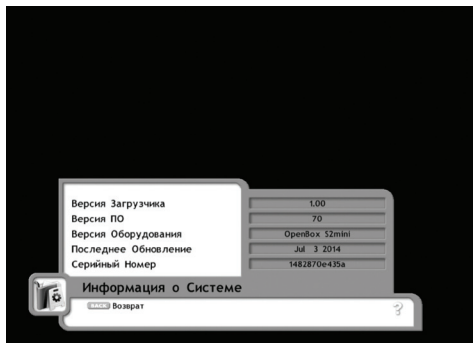 Версия Загрузчика 1.00
Версия ПО 70
Версия Оборудования OpenBox S2mini
Последнее Обновление Jul 3 2014
Серийный Номер 1482870e435a
Информация о Системе
BACK Возврат
?